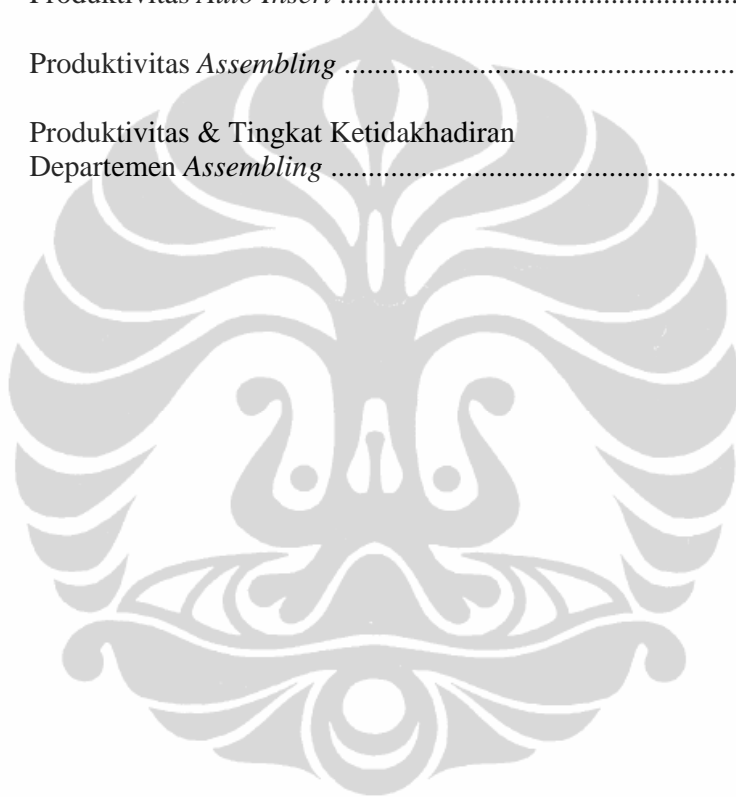 Produktivitas Auto Insert ....................................................
Produktivitas Assembling ....................................................
Produktivitas & Tingkat Ketidakhadiran
Departemen Assembling ......................................................